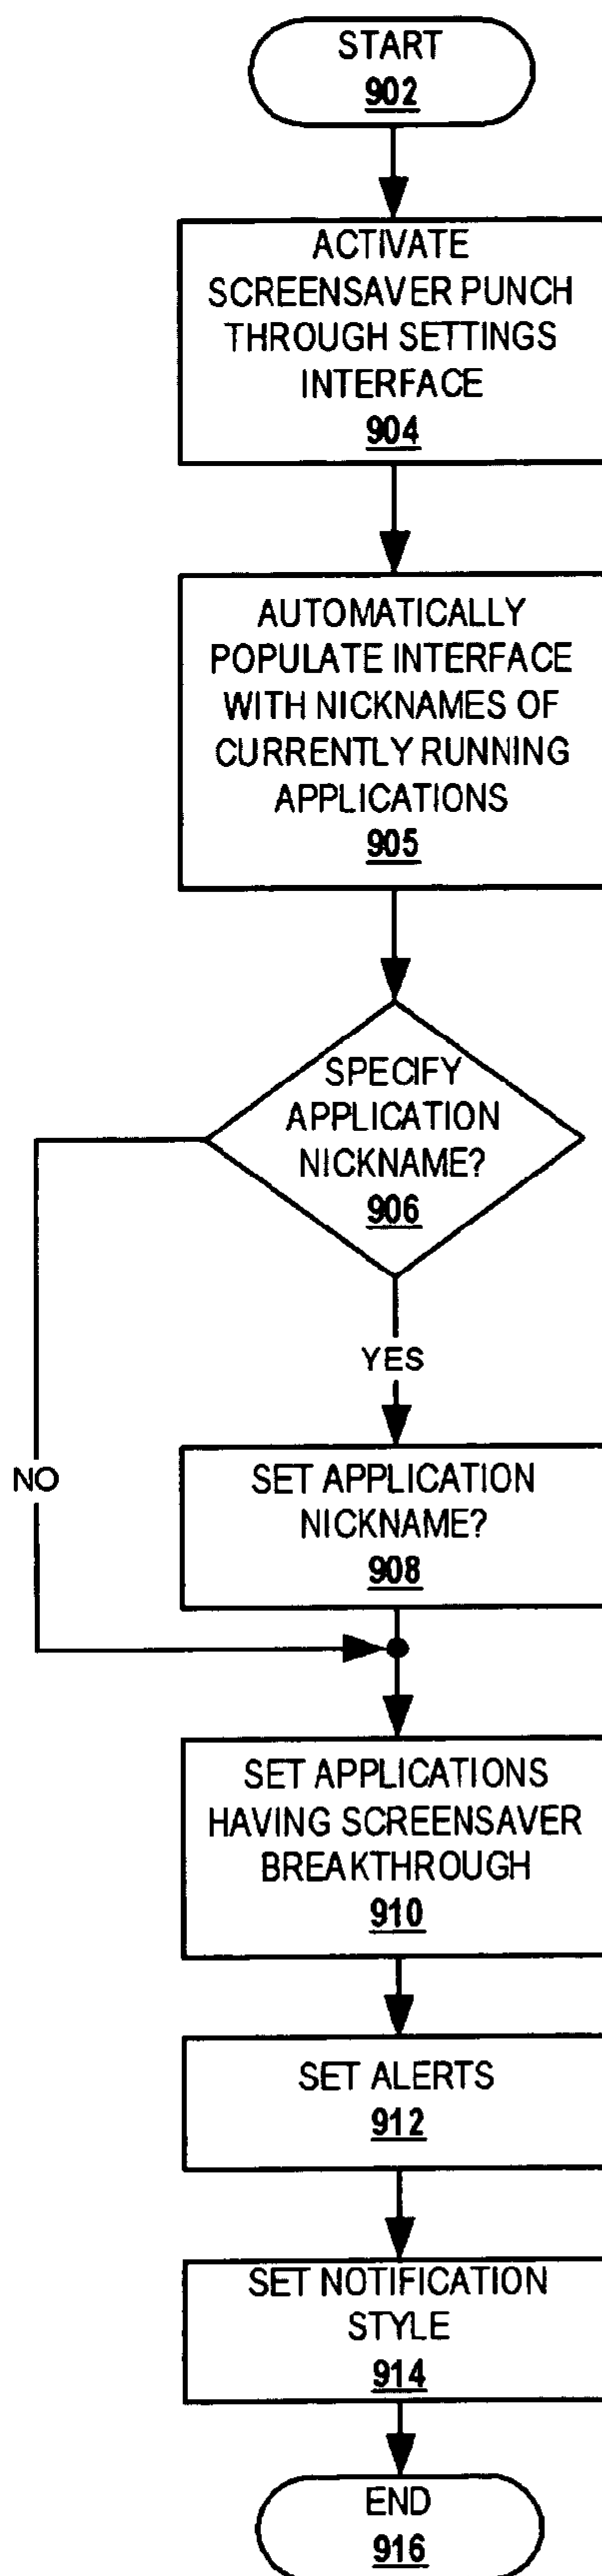 START
902
ACTIVATE
SCREENSAVER PUNCH
THROUGH SETTINGS
INTERFACE
904
AUTOMATICALLY
POPULATE INTERFACE
WITH NICKNAMES OF
CURRENTLY RUNNING
APPLICATIONS
905
SPECIFY
APPLICATION
NICKNAME?
906
YES
NO
SET APPLICATION
NICKNAME?
908
SET APPLICATIONS
HAVING SCREENSAVER
BREAKTHROUGH
910
SET ALERTS
912
SET NOTIFICATION
STYLE
914
END
916